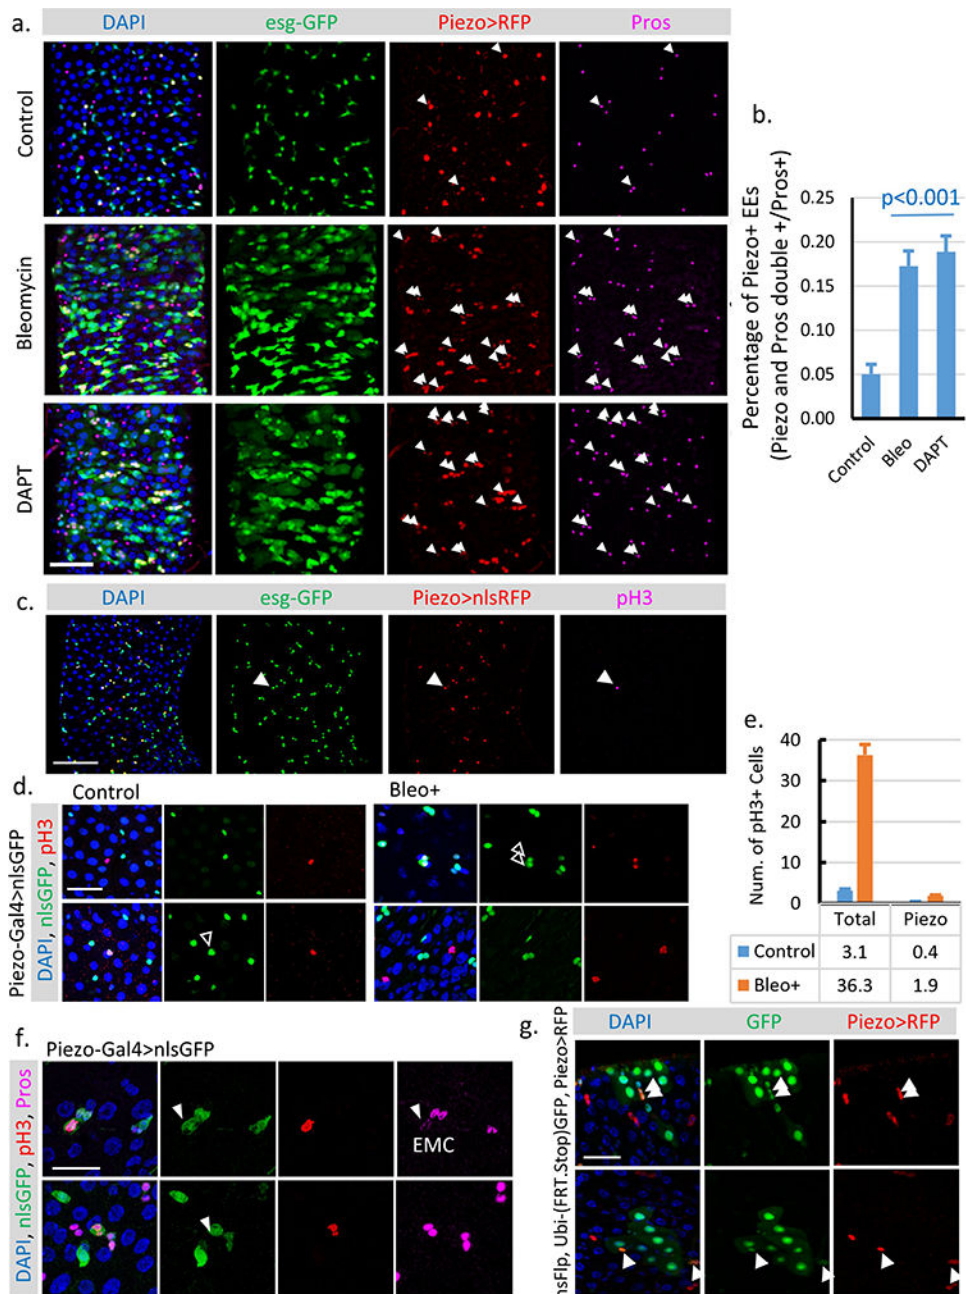 a.
DAPI esg-GFP Piezo>RFP Pros
Control
Bleomycin
DAPT
b.
Percentage of Piezo+ EEs
(Piezo and Pros double +/Pros+)
p<0.001
0.25
0.20
0.15
0.10
0.05
0.00
Control Bleo DAPT
c.
DAPI esg-GFP Piezo>nlsRFP pH3
d.
Control Bleo+
Piezo-Gal4>nlsGFP
DAPI, nlsGFP, pH3
e.
Num. of pH3+ Cells
40
30
20
10
0
Total Piezo
Control 3.1 0.4
Bleo+ 36.3 1.9
f.
Piezo-Gal4>nlsGFP
DAPI, nlsGFP, pH3, Pros
EMC
g.
DAPI GFP Piezo>RFP
Ubi-(FRT.Stop)GFP, Piezo>RFP